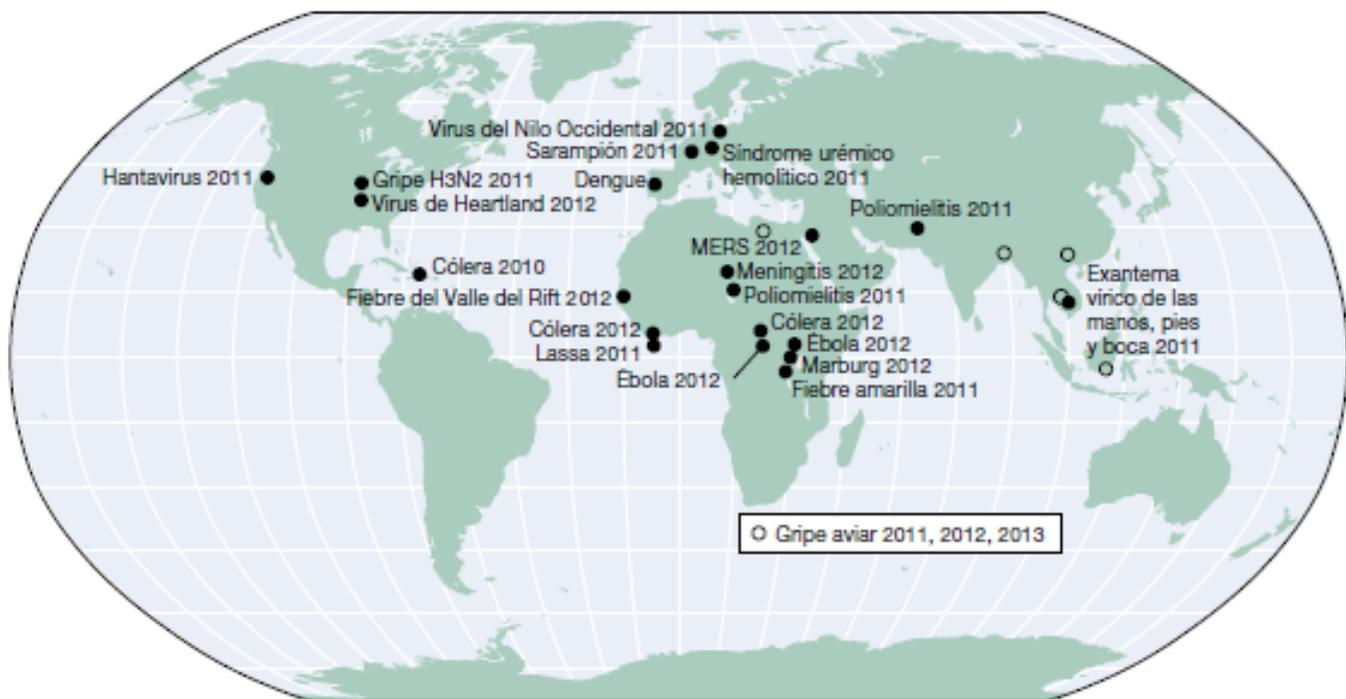 Virus del Nilo Occidental 2011
Sarampión 2011
Síndrome urémico
hemolítico 2011
Hantavirus 2011
Gripe H3N2 2011
Dengue
Virus de Heartland 2012
Poliomielitis 2011
MERS 2012
Cólera 2010
Meningitis 2012
Exantema
vírico de las
manos, pies
y boca 2011
Fiebre del Valle del Rift 2012
Poliomielitis 2011
Cólera 2012
Cólera 2012
Lassa 2011
Ébola 2012
Marburg 2012
Ébola 2012
Fiebre amarilla 2011
Gripe aviar 2011, 2012, 2013